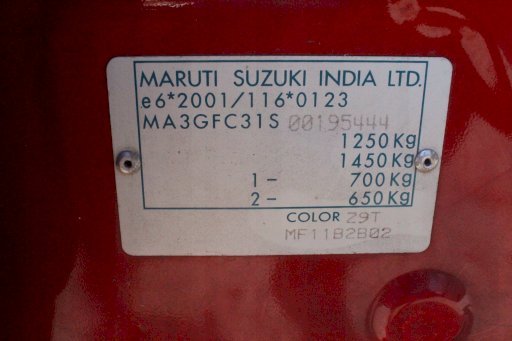 MARUTI SUZUKI INDIA LTD.
e6*2001/116*0123
MA3GFC31S 00195444
1250Kg
1450Kg
1- 700Kg
2- 650Kg
COLOR Z9T
MF11B2B02